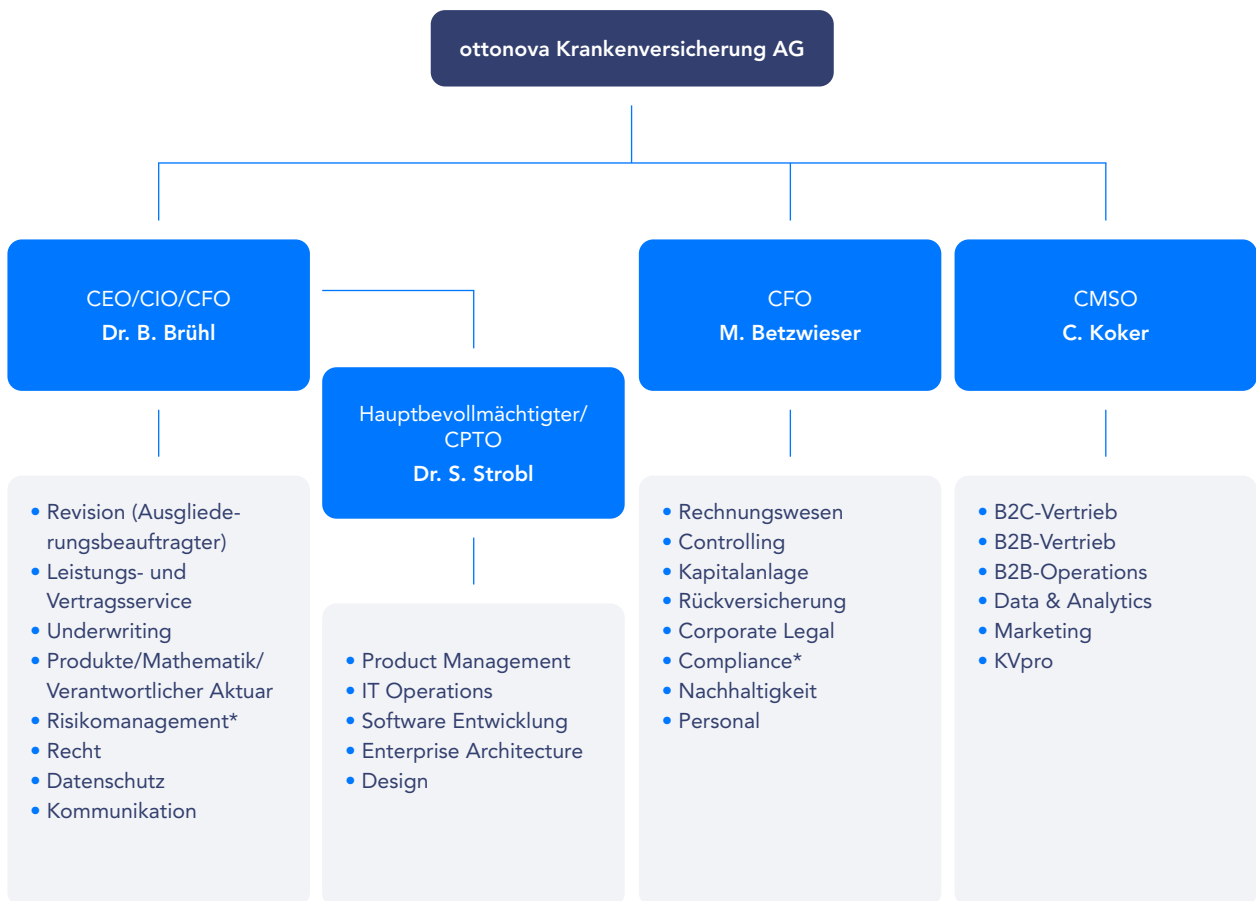 ottonova Krankenversicherung AG
CEO/CIO/CFO
Dr. B. Brühl
• Revision (Ausgliede-
rungsbeauftragter)
• Leistungs- und
Vertragsservice
• Underwriting
• Produkte/Mathematik/
Verantwortlicher Aktuar
• Risikomanagement*
• Recht
• Datenschutz
• Kommunikation
Hauptbevollmächtigter/
CPTO
Dr. S. Strobl
• Product Management
• IT Operations
• Software Entwicklung
• Enterprise Architecture
• Design
CFO
M. Betzwieser
• Rechnungswesen
• Controlling
• Kapitalanlage
• Rückversicherung
• Corporate Legal
• Compliance*
• Nachhaltigkeit
• Personal
CMSO
C. Koker
• B2C-Vertrieb
• B2B-Vertrieb
• B2B-Operations
• Data & Analytics
• Marketing
• KVpro